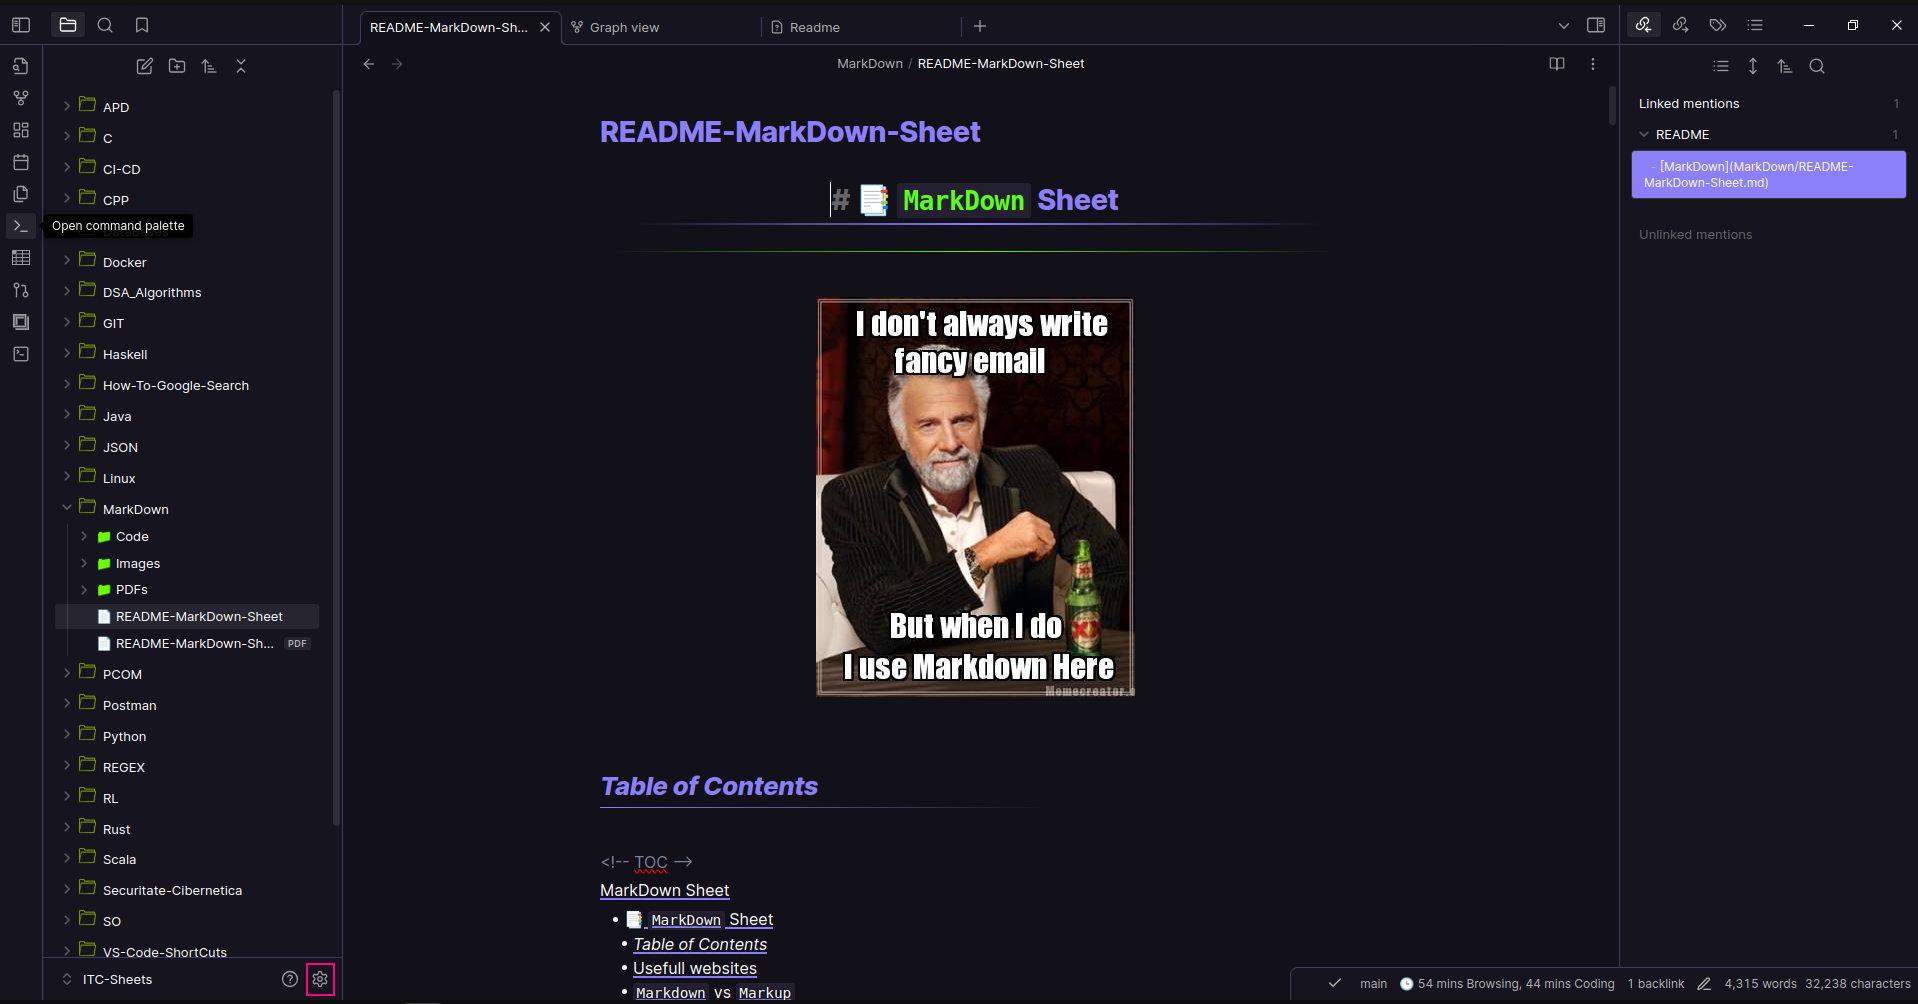 README-MarkDown-Sh...
Graph view
Readme
MarkDown / README-MarkDown-Sheet
APD
C
CI-CD
CPP
Open command palette
Docker
DSA_Algorithms
GIT
Haskell
How-To-Google-Search
Java
JSON
Linux
MarkDown
Code
Images
PDFs
README-MarkDown-Sheet
README-MarkDown-Sh... PDF
PCOM
Postman
Python
REGEX
RL
Rust
Scala
Securitate-Cibernetica
SO
VS-Code-ShortCuts
ITC-Sheets
README-MarkDown-Sheet
# 📑 MarkDown Sheet
I don't always write
fancy email
But when I do
I use Markdown Here
Memecreator.o
Table of Contents
<!-- TOC -->
MarkDown Sheet
• 📑 MarkDown Sheet
• Table of Contents
• Usefull websites
• Markdown vs Markup
Linked mentions 1
README 1
- [MarkDown](MarkDown/README-
MarkDown-Sheet.md)
Unlinked mentions
main 🕒 54 mins Browsing, 44 mins Coding 1 backlink 4,315 words 32,238 characters